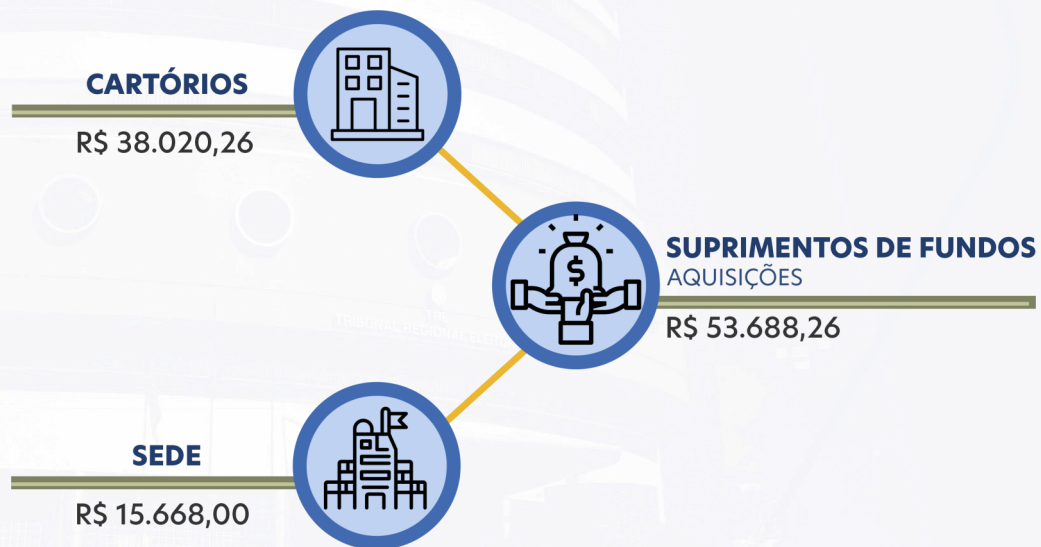 CARTÓRIOS
R$ 38.020,26
SUPRIMENTOS DE FUNDOS
AQUISIÇÕES
R$ 53.688,26
$
SEDE
R$ 15.668,00